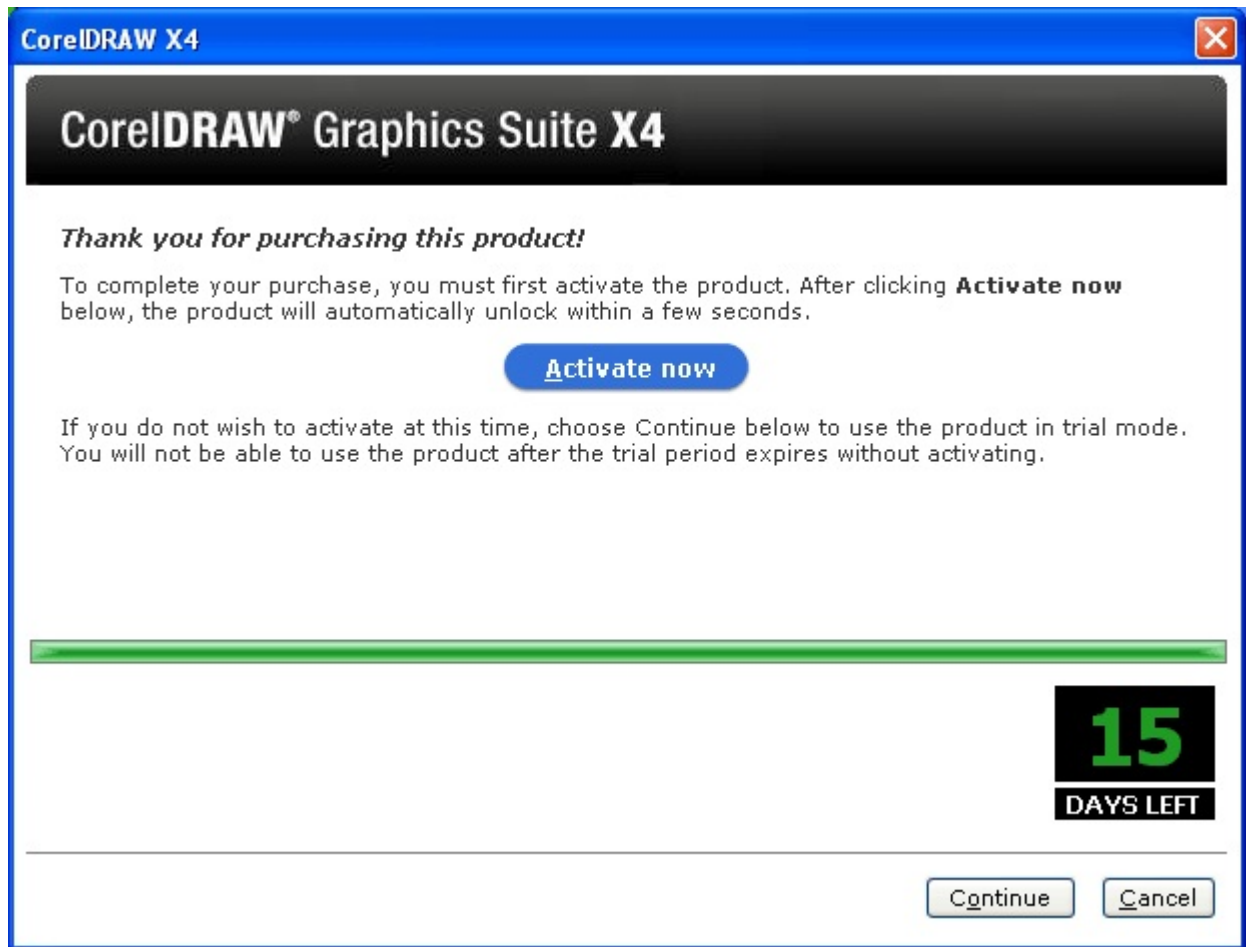 CorelDRAW X4
CorelDRAW® Graphics Suite X4
Thank you for purchasing this product!
To complete your purchase, you must first activate the product. After clicking Activate now
below, the product will automatically unlock within a few seconds.
Activate now
If you do not wish to activate at this time, choose Continue below to use the product in trial mode.
You will not be able to use the product after the trial period expires without activating.
15
DAYS LEFT
Continue Cancel